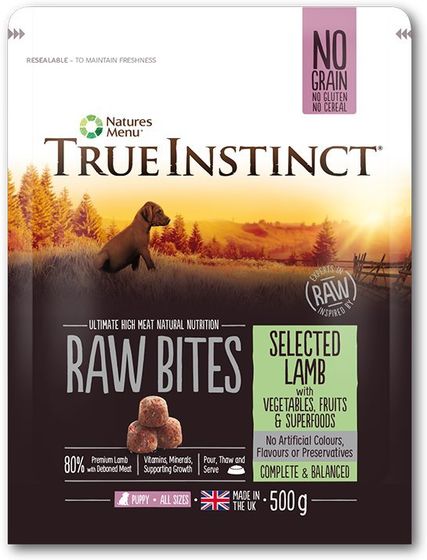 RESEALABLE – TO MAINTAIN FRESHNESS
NO
GRAIN
NO GLUTEN
NO CEREAL
Natures
Menu®
TRUE INSTINCT®
EXPERTS IN
RAW
INSPIRED BY
ULTIMATE HIGH MEAT NATURAL NUTRITION
RAW BITES
SELECTED
LAMB
with
VEGETABLES, FRUITS
& SUPERFOODS
No Artificial Colours,
Flavours or Preservatives
COMPLETE & BALANCED
80% Premium Lamb
with Deboned Meat
Vitamins, Minerals,
Supporting Growth
Pour, Thaw and
Serve
PUPPY • ALL SIZES
MADE IN
THE UK
500g